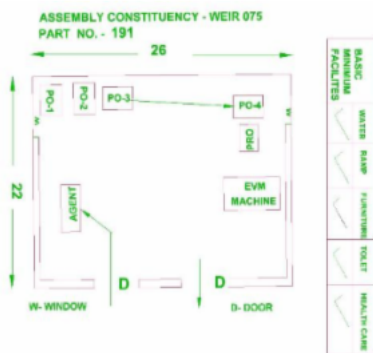 ASSEMBLY CONSTITUENCY - WEIR 075
PART NO. - 191
26
22
PO-1
PO-2
PO-3
PO-4
PRO
W
W
AGENT
EVM
MACHINE
D
D
W- WINDOW
D- DOOR
BASIC
MINIMUM
FACILITES
WATER
RAMP
FURNITURE
TOLET
HEALTH CARE